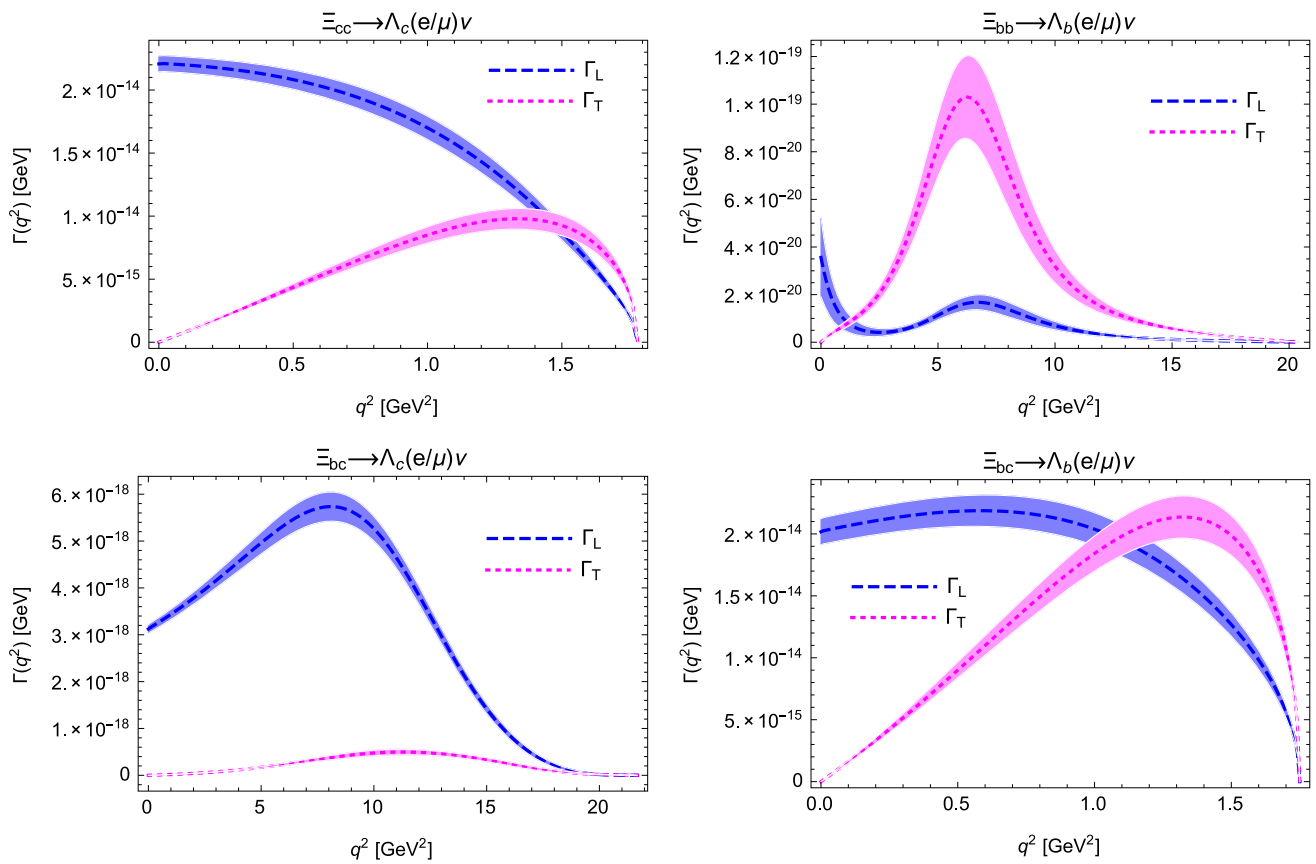 Ξcc⟶Λc(e/μ)ν
Γ(q²) [GeV]
2.×10⁻¹⁴
1.5×10⁻¹⁴
1.×10⁻¹⁴
5.×10⁻¹⁵
0
ΓL
ΓT
0.0 0.5 1.0 1.5
q² [GeV²]
Ξbb⟶Λb(e/μ)ν
Γ(q²) [GeV]
1.2×10⁻¹⁹
1.×10⁻¹⁹
8.×10⁻²⁰
6.×10⁻²⁰
4.×10⁻²⁰
2.×10⁻²⁰
0
ΓL
ΓT
0 5 10 15 20
q² [GeV²]
Ξbc⟶Λc(e/μ)ν
Γ(q²) [GeV]
6.×10⁻¹⁸
5.×10⁻¹⁸
4.×10⁻¹⁸
3.×10⁻¹⁸
2.×10⁻¹⁸
1.×10⁻¹⁸
0
ΓL
ΓT
0 5 10 15 20
q² [GeV²]
Ξbc⟶Λb(e/μ)ν
Γ(q²) [GeV]
2.×10⁻¹⁴
1.5×10⁻¹⁴
1.×10⁻¹⁴
5.×10⁻¹⁵
0
ΓL
ΓT
0.0 0.5 1.0 1.5
q² [GeV²]